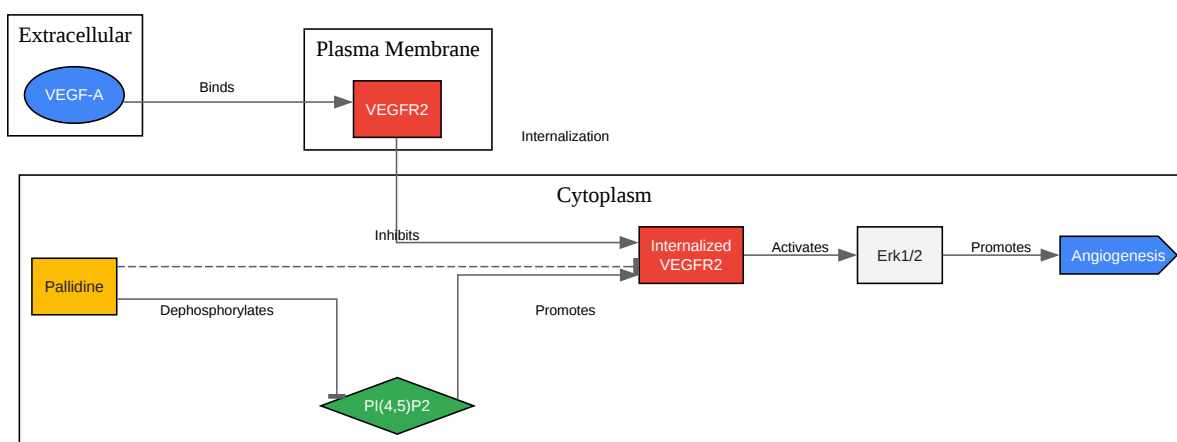 Extracellular
Plasma Membrane
VEGF-A
Binds
VEGFR2
Internalization
Cytoplasm
Inhibits
Internalized
VEGFR2
Activates
Erk1/2
Promotes
Angiogenesis
Pallidine
Dephosphorylates
Promotes
PI(4,5)P2